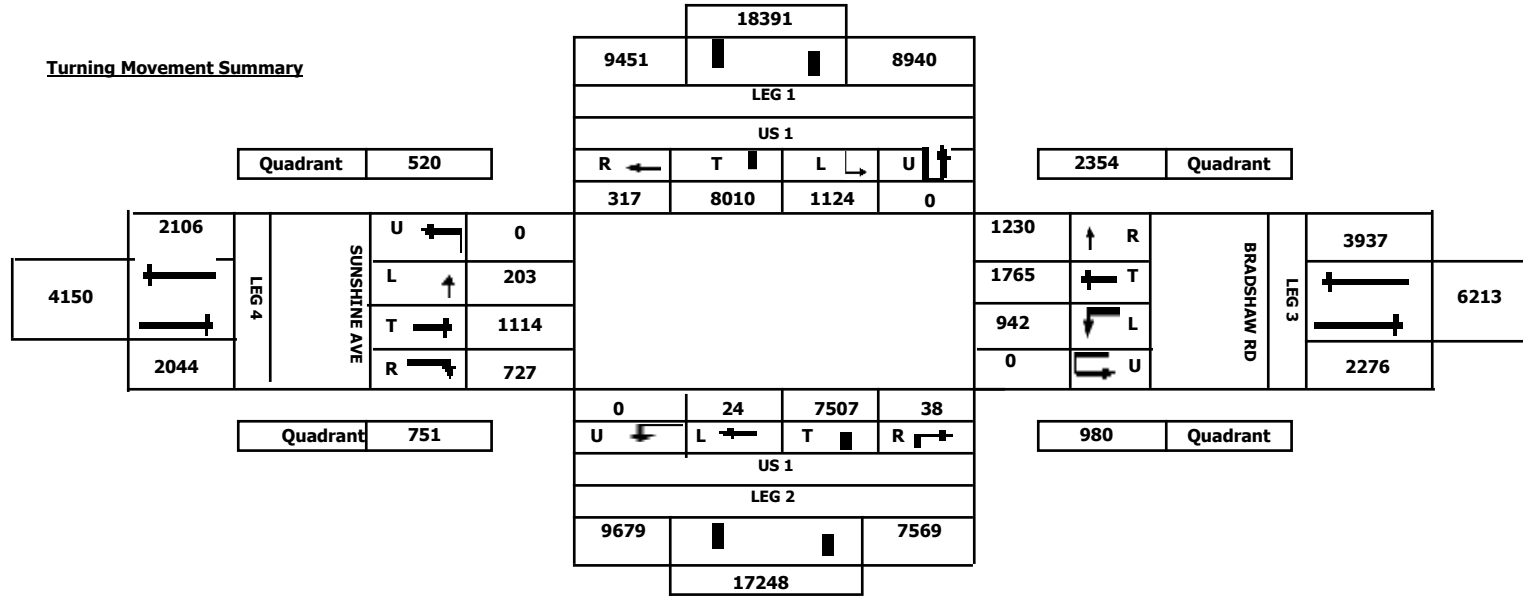 18391
9451 8940
Turning Movement Summary
LEG 1
US 1
Quadrant 520
R T L U
2354 Quadrant
317 8010 1124 0
2106
U 0
1230 R
3937
4150
LEG 4
SUNSHINE AVE
L 203
1765 T
BRADSHAW RD
LEG 3
6213
T 1114
942 L
2044
R 727
0 U
2276
0 24 7507 38
Quadrant 751
U L T R
980 Quadrant
US 1
LEG 2
9679 7569
17248